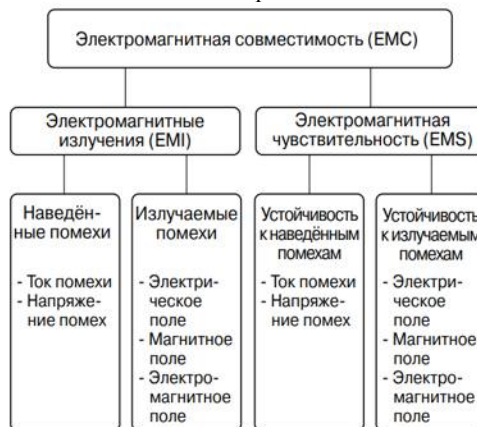 Электромагнитная совместимость (EMC)
Электромагнитные
излучения (EMI)
Электромагнитная
чувствительность (EMS)
Наведён-
ные помехи
- Ток помехи
- Напряже-
ние помех
Излучаемые
помехи
- Электри-
ческое
поле
- Магнитное
поле
- Электро-
магнитное
поле
Устойчивость
к наведённым
помехам
- Ток помехи
- Напряже-
ние помех
Устойчивость
к излучаемым
помехам
- Электри-
ческое
поле
- Магнитное
поле
- Электро-
магнитное
поле